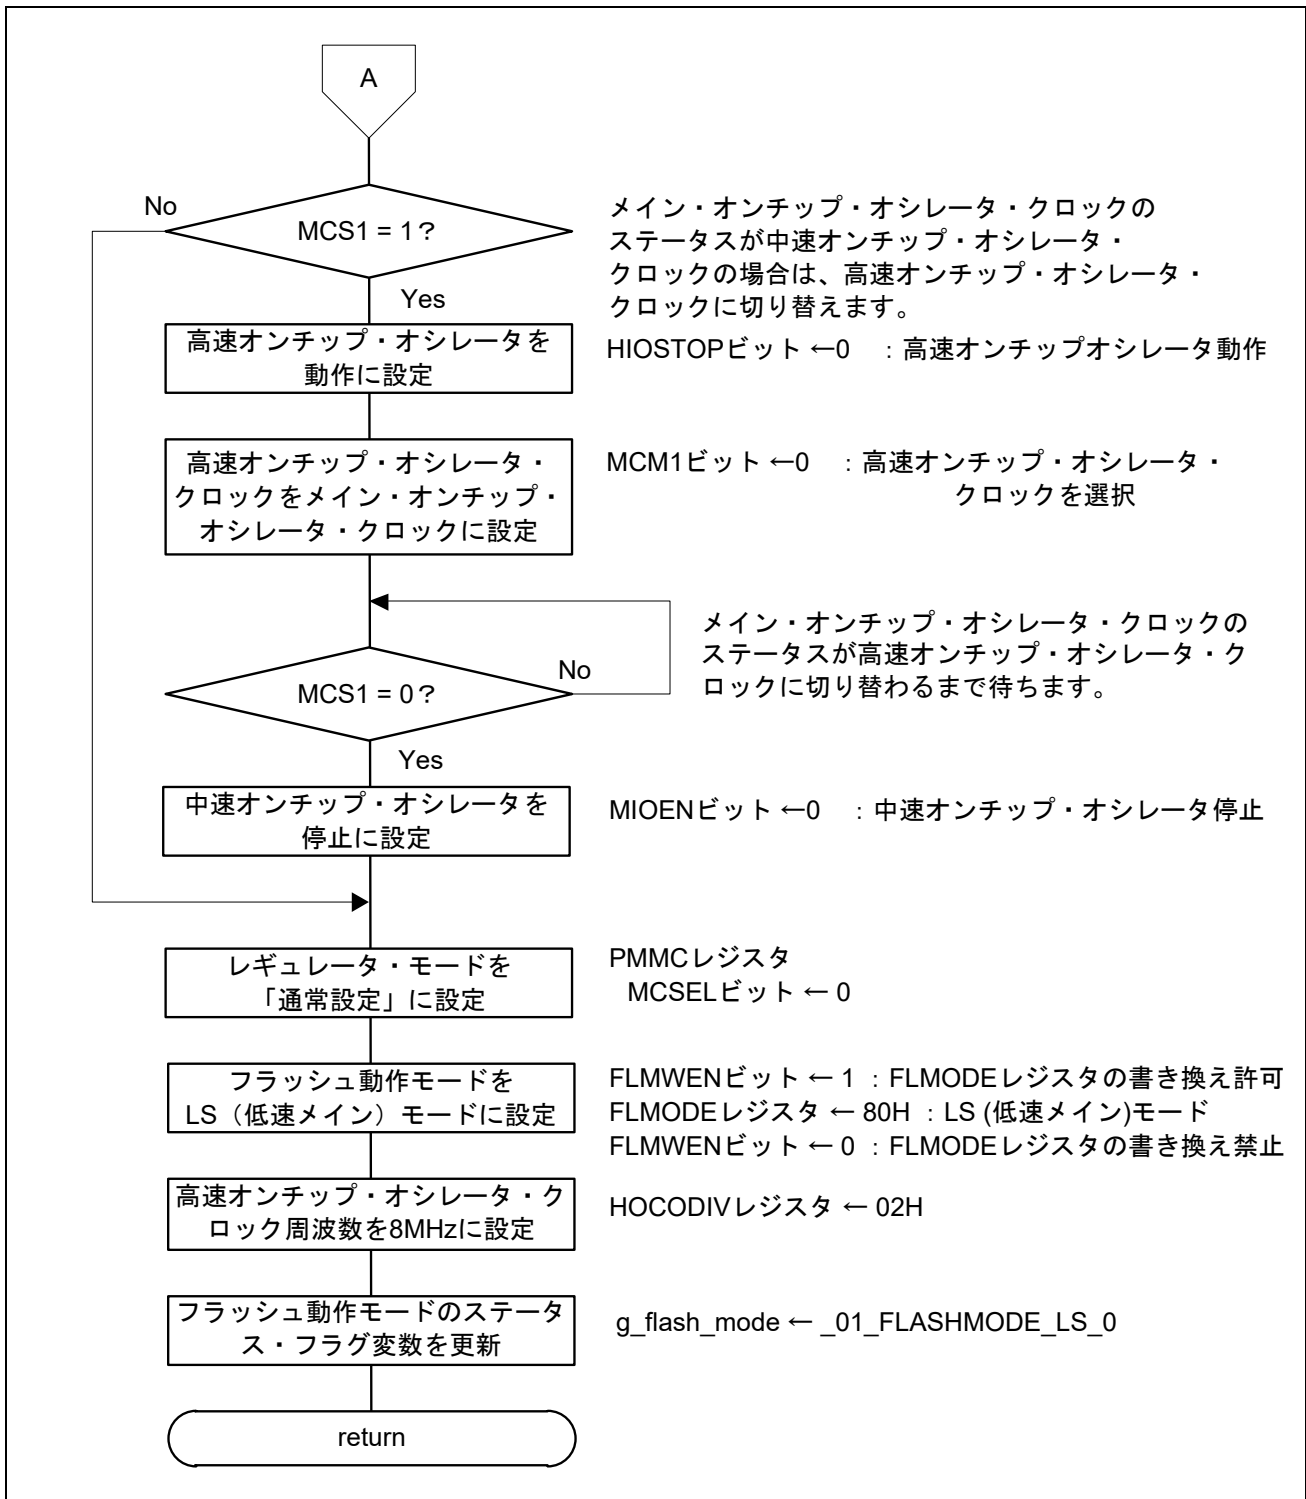 A
No
MCS1 = 1？
Yes
メイン・オンチップ・オシレータ・クロックの
ステータスが中速オンチップ・オシレータ・
クロックの場合は、高速オンチップ・オシレータ・
クロックに切り替えます。
高速オンチップ・オシレータを
動作に設定
HIOSTOPビット ←0　：高速オンチップオシレータ動作
高速オンチップ・オシレータ・
クロックをメイン・オンチップ・
オシレータ・クロックに設定
MCM1ビット ←0　：高速オンチップ・オシレータ・
クロックを選択
メイン・オンチップ・オシレータ・クロックの
ステータスが高速オンチップ・オシレータ・ク
ロックに切り替わるまで待ちます。
MCS1 = 0？
No
Yes
中速オンチップ・オシレータを
停止に設定
MIOENビット ←0　：中速オンチップ・オシレータ停止
レギュレータ・モードを
「通常設定」に設定
PMMCレジスタ
MCSELビット ← 0
フラッシュ動作モードを
LS（低速メイン）モードに設定
FLMWENビット ← 1 ：FLMODEレジスタの書き換え許可
FLMODEレジスタ ← 80H ：LS (低速メイン)モード
FLMWENビット ← 0 ：FLMODEレジスタの書き換え禁止
高速オンチップ・オシレータ・ク
ロック周波数を8MHzに設定
HOCODIVレジスタ ← 02H
フラッシュ動作モードのステータ
ス・フラグ変数を更新
g_flash_mode ← _01_FLASHMODE_LS_0
return